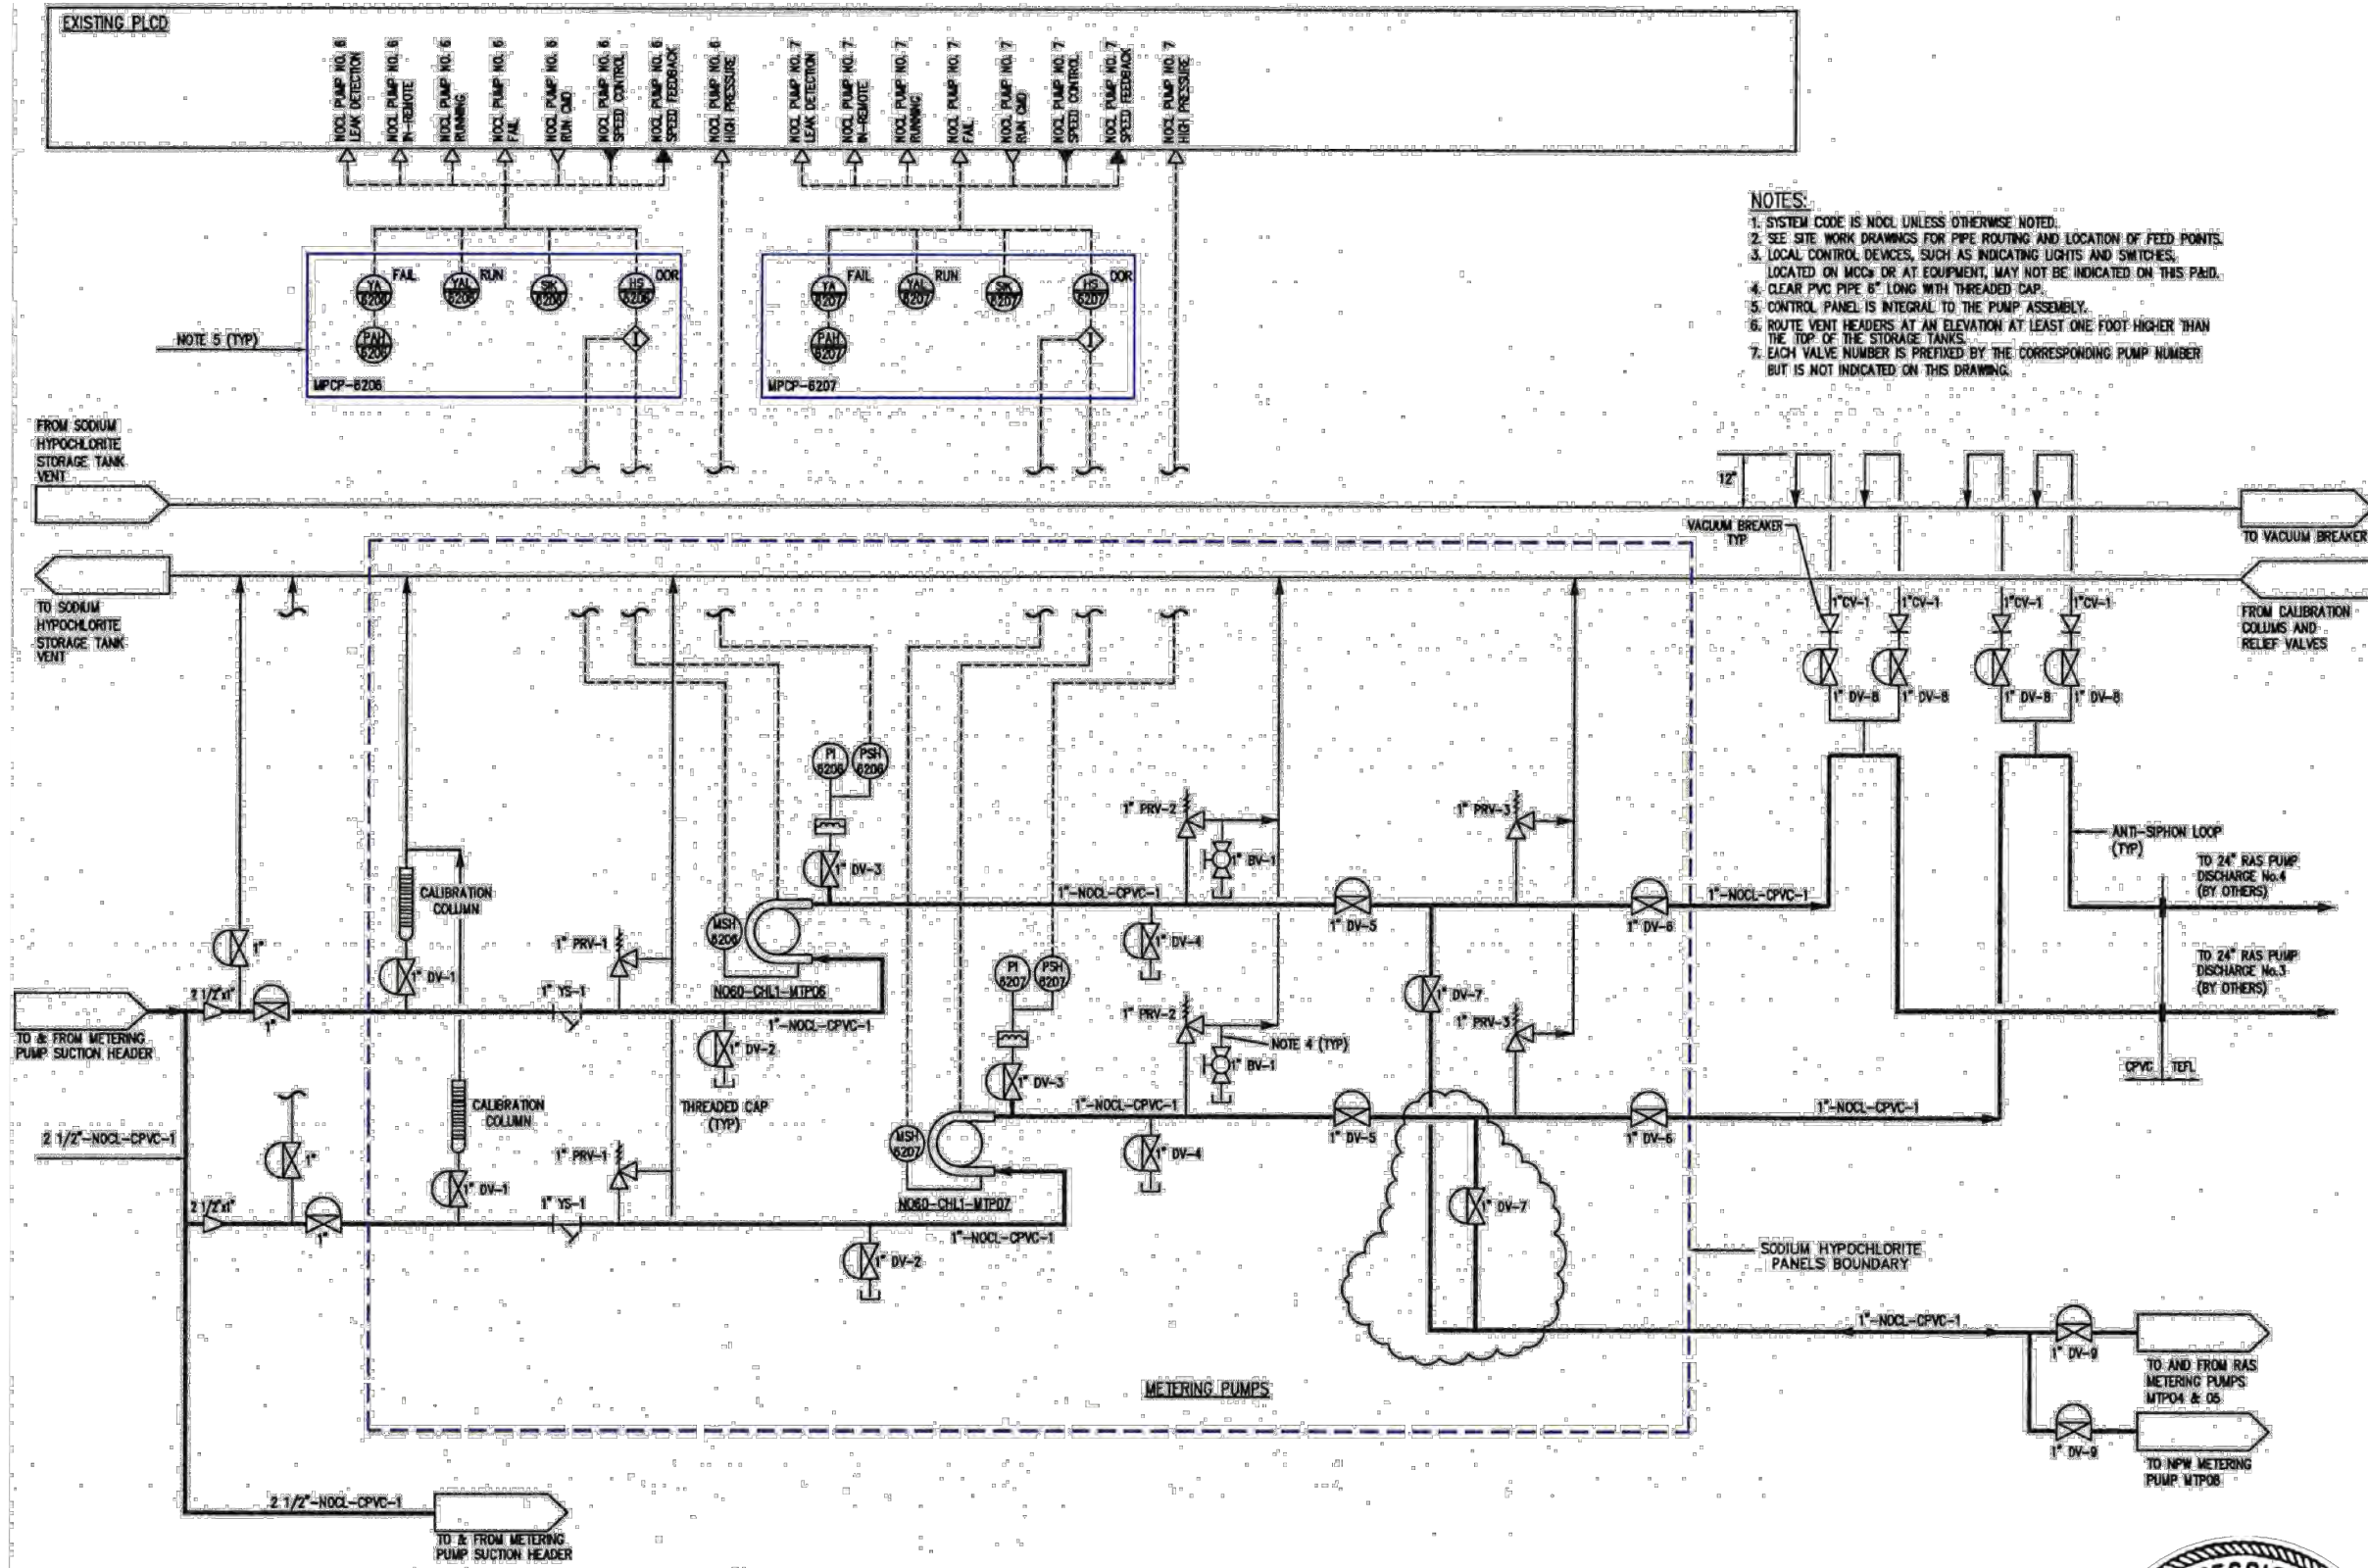 EXISTING PLCD
NOCL PUMP NO. 6
LEAK DETECTION
NOCL PUMP NO. 6
IN-REMOTE
NOCL PUMP NO. 6
RUNNING
NOCL PUMP NO. 6
FAIL
NOCL PUMP NO. 6
RUN CMD
NOCL PUMP NO. 6
SPEED CONTROL
NOCL PUMP NO. 6
SPEED FEEDBACK
NOCL PUMP NO. 6
HIGH PRESSURE
NOCL PUMP NO. 7
LEAK DETECTION
NOCL PUMP NO. 7
IN-REMOTE
NOCL PUMP NO. 7
RUNNING
NOCL PUMP NO. 7
FAIL
NOCL PUMP NO. 7
RUN CMD
NOCL PUMP NO. 7
SPEED CONTROL
NOCL PUMP NO. 7
SPEED FEEDBACK
NOCL PUMP NO. 7
HIGH PRESSURE
NOTES:
1. SYSTEM CODE IS NOCL UNLESS OTHERWISE NOTED.
2. SEE SITE WORK DRAWINGS FOR PIPE ROUTING AND LOCATION OF FEED POINTS.
3. LOCAL CONTROL DEVICES, SUCH AS INDICATING LIGHTS AND SWITCHES,
LOCATED ON MCCs OR AT EQUIPMENT, MAY NOT BE INDICATED ON THIS P&ID.
4. CLEAR PVC PIPE 6" LONG WITH THREADED CAP.
5. CONTROL PANEL IS INTEGRAL TO THE PUMP ASSEMBLY.
6. ROUTE VENT HEADERS AT AN ELEVATION AT LEAST ONE FOOT HIGHER THAN
THE TOP OF THE STORAGE TANKS.
7. EACH VALVE NUMBER IS PREFIXED BY THE CORRESPONDING PUMP NUMBER
BUT IS NOT INDICATED ON THIS DRAWING.
YA
6206
FAIL
YAL
6206
RUN
SIK
6206
HS
6206
OOR
PAH
6206
I
MPCP-6206
NOTE 5 (TYP)
YA
6207
FAIL
YAL
6207
RUN
SIK
6207
HS
6207
OOR
PAH
6207
I
MPCP-6207
FROM SODIUM
HYPOCHLORITE
STORAGE TANK
VENT
12"
VACUUM BREAKER
TYP
TO VACUUM BREAKER
TO SODIUM
HYPOCHLORITE
STORAGE TANK
VENT
1"CV-1
1"CV-1
1"CV-1
1"CV-1
FROM CALIBRATION
COLUMS AND
RELIEF VALVES
1" DV-8
1" DV-8
1" DV-8
1" DV-8
PI
6206
PSH
6206
1" DV-3
1" PRV-2
1" BV-1
1" PRV-3
ANTI-SIPHON LOOP
(TYP)
TO 24" RAS PUMP
DISCHARGE No.4
(BY OTHERS)
CALIBRATION
COLUMN
1"
1" DV-1
1" PRV-1
MSH
6206
NO60-CHL1-MTP06
1"-NOCL-CPVC-1
1" DV-4
1" DV-5
1" DV-6
1"-NOCL-CPVC-1
TO 24" RAS PUMP
DISCHARGE No.3
(BY OTHERS)
2 1/2"x1"
1"
1" YS-1
1"-NOCL-CPVC-1
TO & FROM METERING
PUMP SUCTION HEADER
1" DV-2
THREADED CAP
(TYP)
PI
6207
PSH
6207
1" DV-3
1" PRV-2
NOTE 4 (TYP)
1" BV-1
1" DV-7
1" PRV-3
CPVC
TEFL
CALIBRATION
COLUMN
2 1/2"-NOCL-CPVC-1
1"
1" DV-1
1" PRV-1
MSH
6207
NO60-CHL1-MTP07
1"-NOCL-CPVC-1
1" DV-4
1" DV-5
1" DV-6
1"-NOCL-CPVC-1
2 1/2"x1"
1"
1" YS-1
1"-NOCL-CPVC-1
1" DV-2
1" DV-7
SODIUM HYPOCHLORITE
PANELS BOUNDARY
1"-NOCL-CPVC-1
1" DV-9
TO AND FROM RAS
METERING PUMPS
MTP04 & 05
METERING PUMPS
1" DV-9
TO NPW METERING
PUMP MTP08
2 1/2"-NOCL-CPVC-1
TO & FROM METERING
PUMP SUCTION HEADER